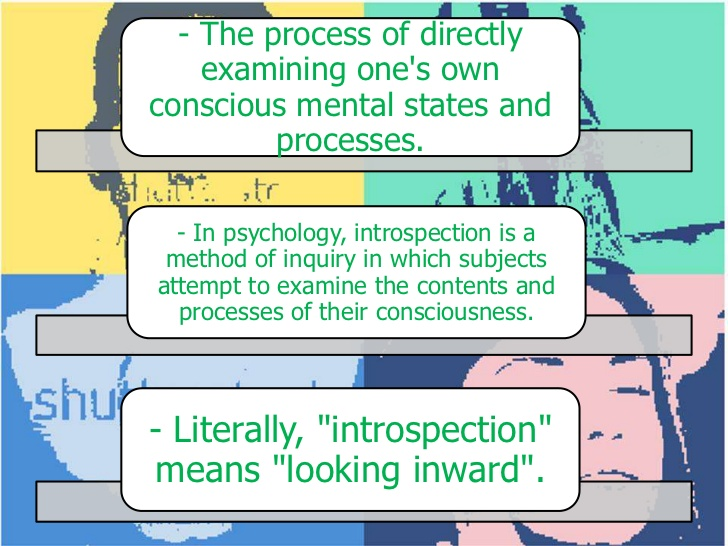 - The process of directly
examining one's own
conscious mental states and
processes.
- In psychology, introspection is a
method of inquiry in which subjects
attempt to examine the contents and
processes of their consciousness.
- Literally, "introspection"
means "looking inward".